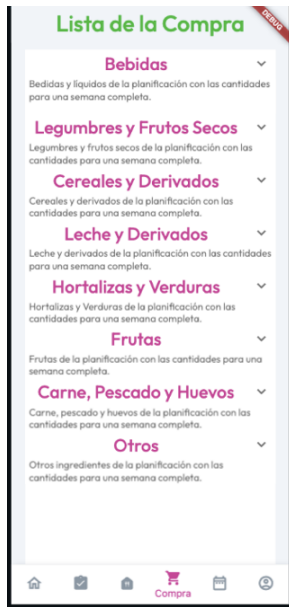 DEBUG
Lista de la Compra
Bebidas
Bedidas y líquidos de la planificación con las cantidades
para una semana completa.
Legumbres y Frutos Secos
Legumbres y frutos secos de la planificación con las
cantidades para una semana completa.
Cereales y Derivados
Cereales y derivados de la planificación con las
cantidades para una semana completa.
Leche y Derivados
Leche y derivados de la planificación con las cantidades
para una semana completa.
Hortalizas y Verduras
Hortalizas y Verduras de la planificación con las
cantidades para una semana completa.
Frutas
Frutas de la planificación con las cantidades para una
semana completa.
Carne, Pescado y Huevos
Carne, pescado y huevos de la planificación con las
cantidades para una semana completa.
Otros
Otros ingredientes de la planificación con las
cantidades para una semana completa.
Compra